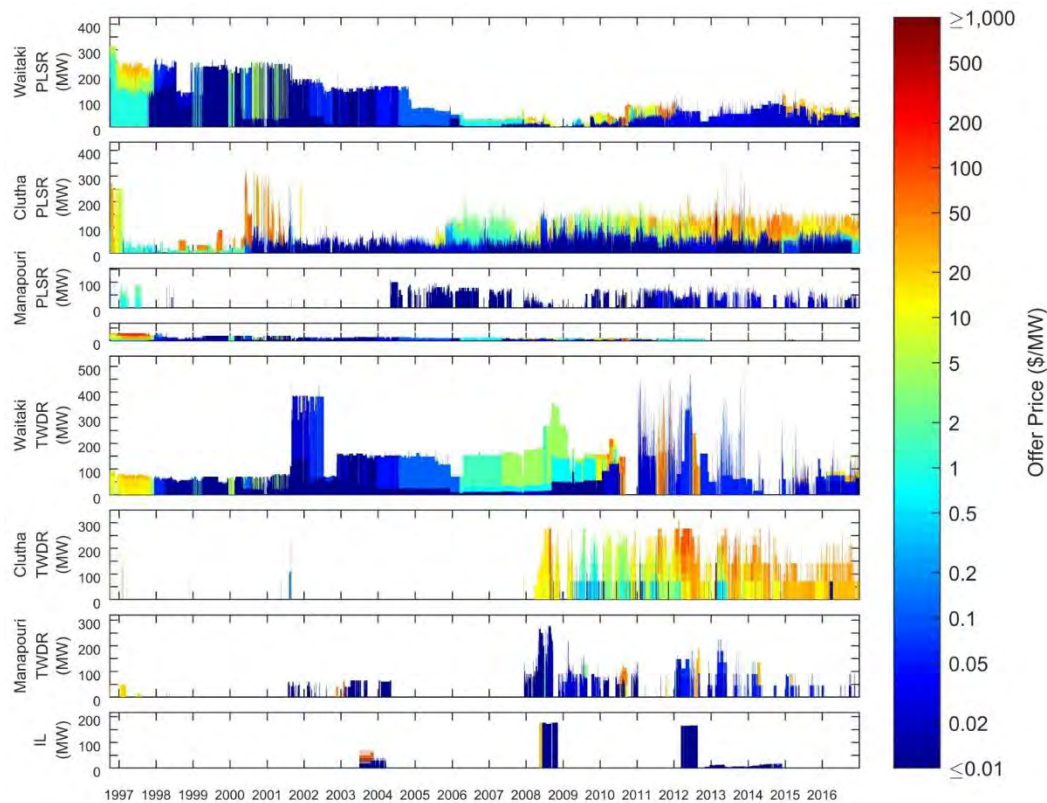 Waitaki
PLSR
(MW)
400
300
200
100
0
Clutha
PLSR
(MW)
400
300
200
100
0
Manapouri
PLSR
(MW)
100
0
0
Waitaki
TWDR
(MW)
500
400
300
200
100
0
Clutha
TWDR
(MW)
300
200
100
0
Manapouri
TWDR
(MW)
300
200
100
0
IL
(MW)
200
100
0
1997 1998 1999 2000 2001 2002 2003 2004 2005 2006 2007 2008 2009 2010 2011 2012 2013 2014 2015 2016
≥1,000
500
200
100
50
20
10
5
2
1
0.5
0.2
0.1
0.05
0.02
≤0.01
Offer Price ($/MW)